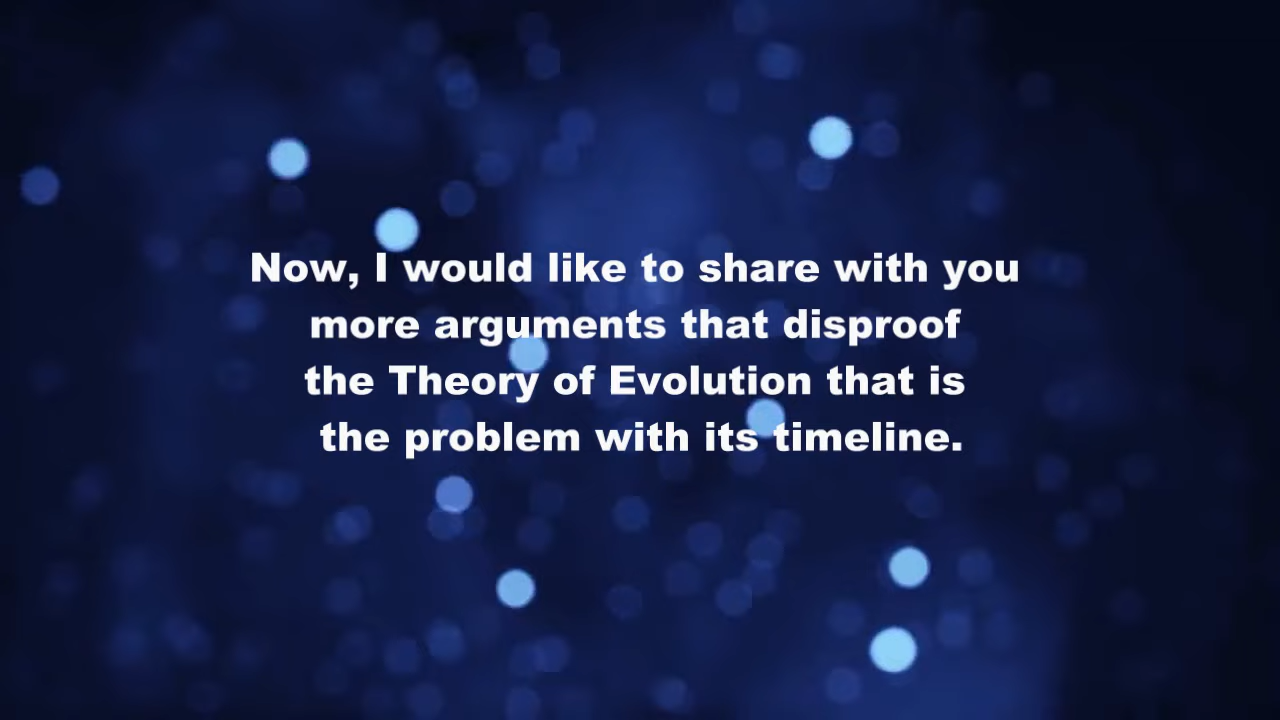 Now, I would like to share with you
more arguments that disproof
the Theory of Evolution that is
the problem with its timeline.